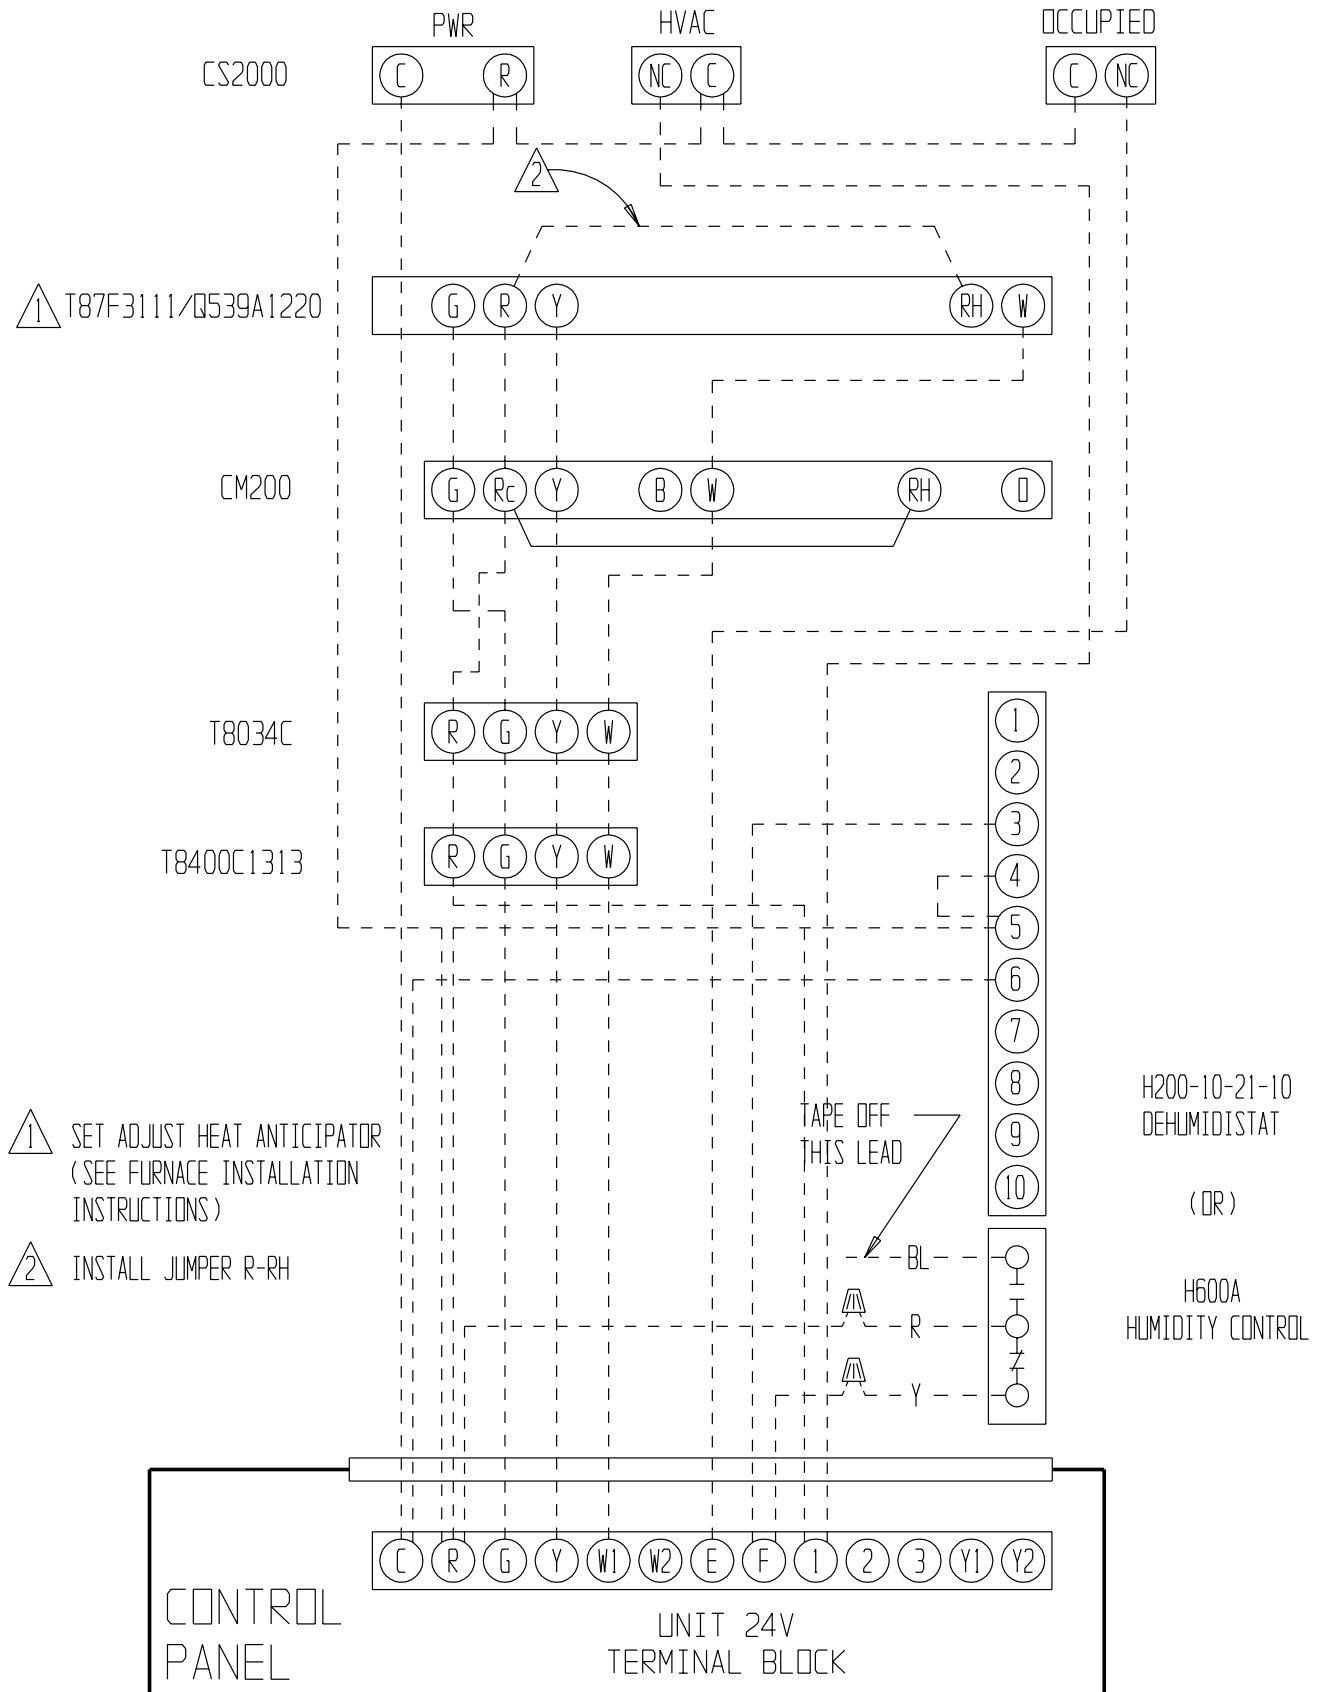 PWR HVAC OCCUPIED
CS2000 C R NC C C NC
2
1 T87F3111/Q539A1220 G R Y RH W
CM200 G Rc Y B W RH O
T8034C R G Y W
T8400C1313 R G Y W
1
2
3
4
5
6
7
8
9
10
H200-10-21-10
DEHUMIDISTAT
(OR)
H600A
HUMIDITY CONTROL
TAPE OFF
THIS LEAD
BL
R
Y
1 SET ADJUST HEAT ANTICIPATOR
(SEE FURNACE INSTALLATION
INSTRUCTIONS)
2 INSTALL JUMPER R-RH
C R G Y W1 W2 E F 1 2 3 Y1 Y2
CONTROL
PANEL
UNIT 24V
TERMINAL BLOCK